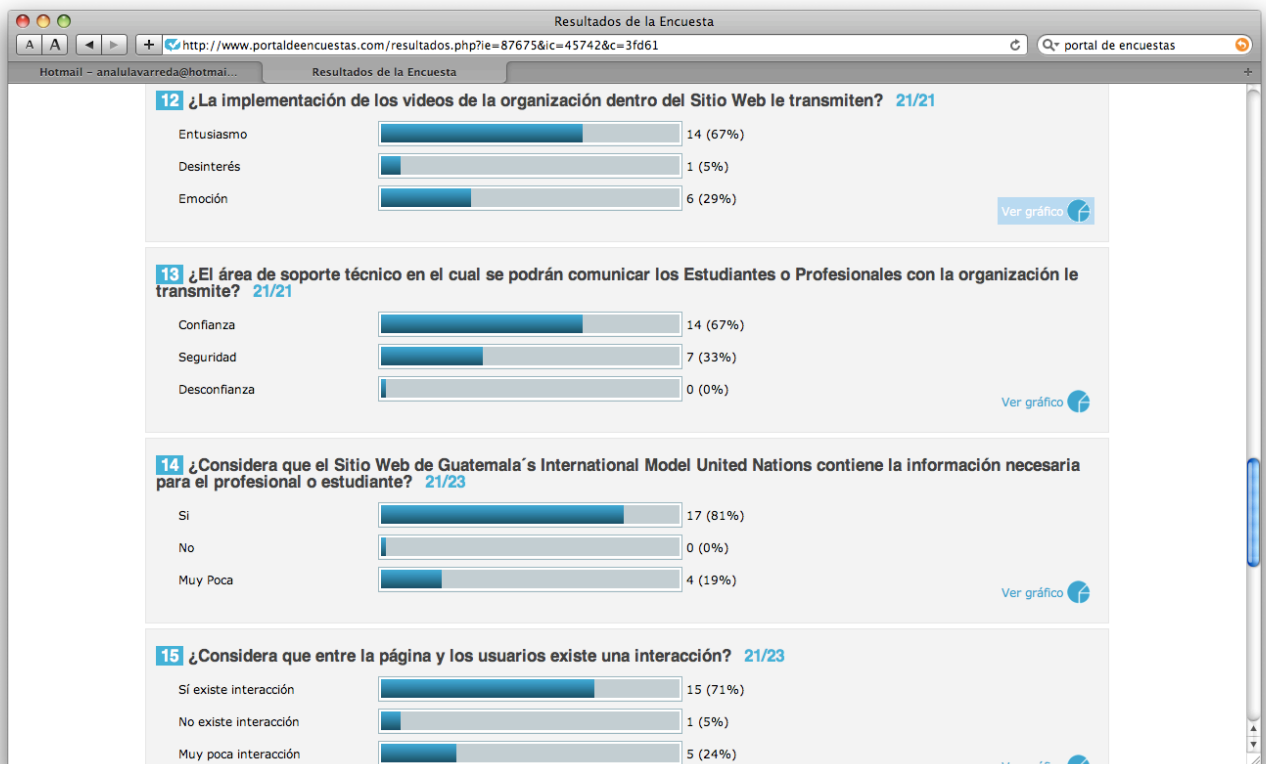 Resultados de la Encuesta
A A
http://www.portaldeencuestas.com/resultados.php?ie=87675&ic=45742&c=3fd61
portal de encuestas
Hotmail – analulavarreda@hotmai...
Resultados de la Encuesta
12 ¿La implementación de los videos de la organización dentro del Sitio Web le transmiten? 21/21
Entusiasmo 14 (67%)
Desinterés 1 (5%)
Emoción 6 (29%)
Ver gráfico
13 ¿El área de soporte técnico en el cual se podrán comunicar los Estudiantes o Profesionales con la organización le
transmite? 21/21
Confianza 14 (67%)
Seguridad 7 (33%)
Desconfianza 0 (0%)
Ver gráfico
14 ¿Considera que el Sitio Web de Guatemala´s International Model United Nations contiene la información necesaria
para el profesional o estudiante? 21/23
Si 17 (81%)
No 0 (0%)
Muy Poca 4 (19%)
Ver gráfico
15 ¿Considera que entre la página y los usuarios existe una interacción? 21/23
Sí existe interacción 15 (71%)
No existe interacción 1 (5%)
Muy poca interacción 5 (24%)